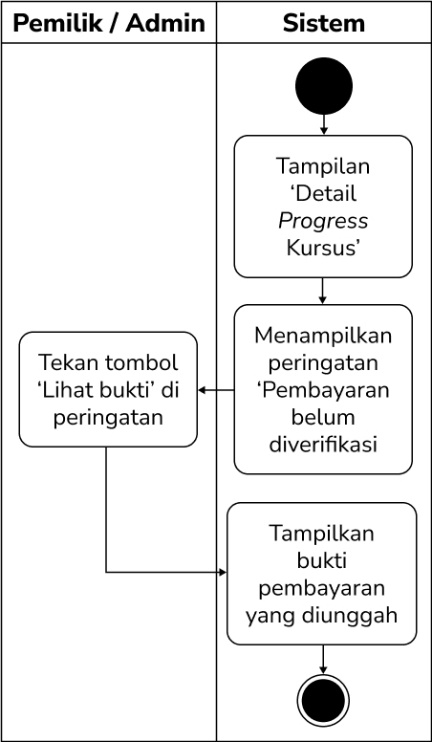 Pemilik / Admin
Sistem
Tampilan
‘Detail
Progress
Kursus’
Menampilkan
peringatan
‘Pembayaran
belum
diverifikasi
Tekan tombol
‘Lihat bukti’ di
peringatan
Tampilkan
bukti
pembayaran
yang diunggah